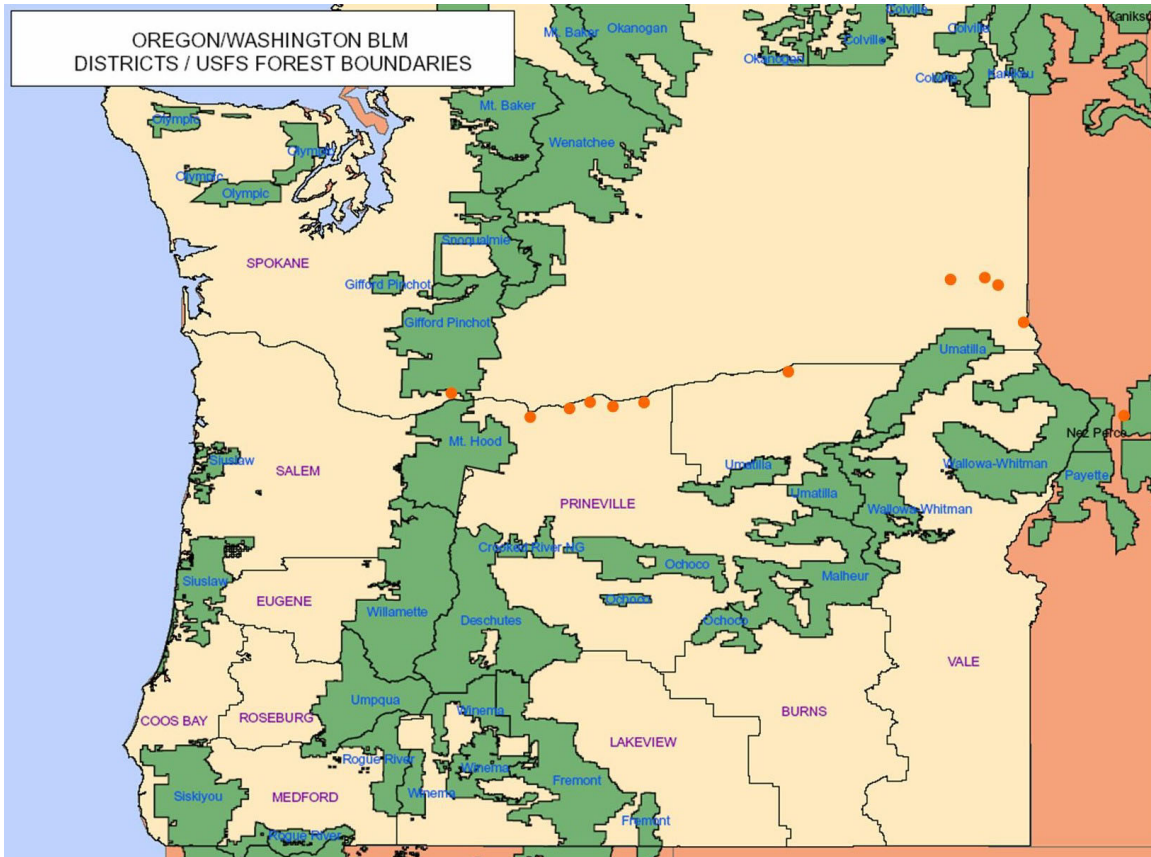 OREGON/WASHINGTON BLM
DISTRICTS / USFS FOREST BOUNDARIES
Mt. Baker
Okanogan
Colville
Colville
Colville
Kaniksu
Okanogan
Colville
Kaniksu
Mt. Baker
Wenatchee
Olympic
Olympic
Olympic
Olympic
Snoqualmie
SPOKANE
Gifford Pinchot
Gifford Pinchot
Umatilla
Mt. Hood
Nez Perce
Siuslaw
SALEM
Umatilla
Wallowa-Whitman
Payette
Umatilla
PRINEVILLE
Wallowa-Whitman
Crooked River NG
Ochoco
Siuslaw
Malheur
EUGENE
Willamette
Ochoco
Deschutes
Ochoco
VALE
Umpqua
Winema
BURNS
COOS BAY
ROSEBURG
LAKEVIEW
Rogue River
Winema
Fremont
Siskiyou
MEDFORD
Winema
Fremont
Rogue River